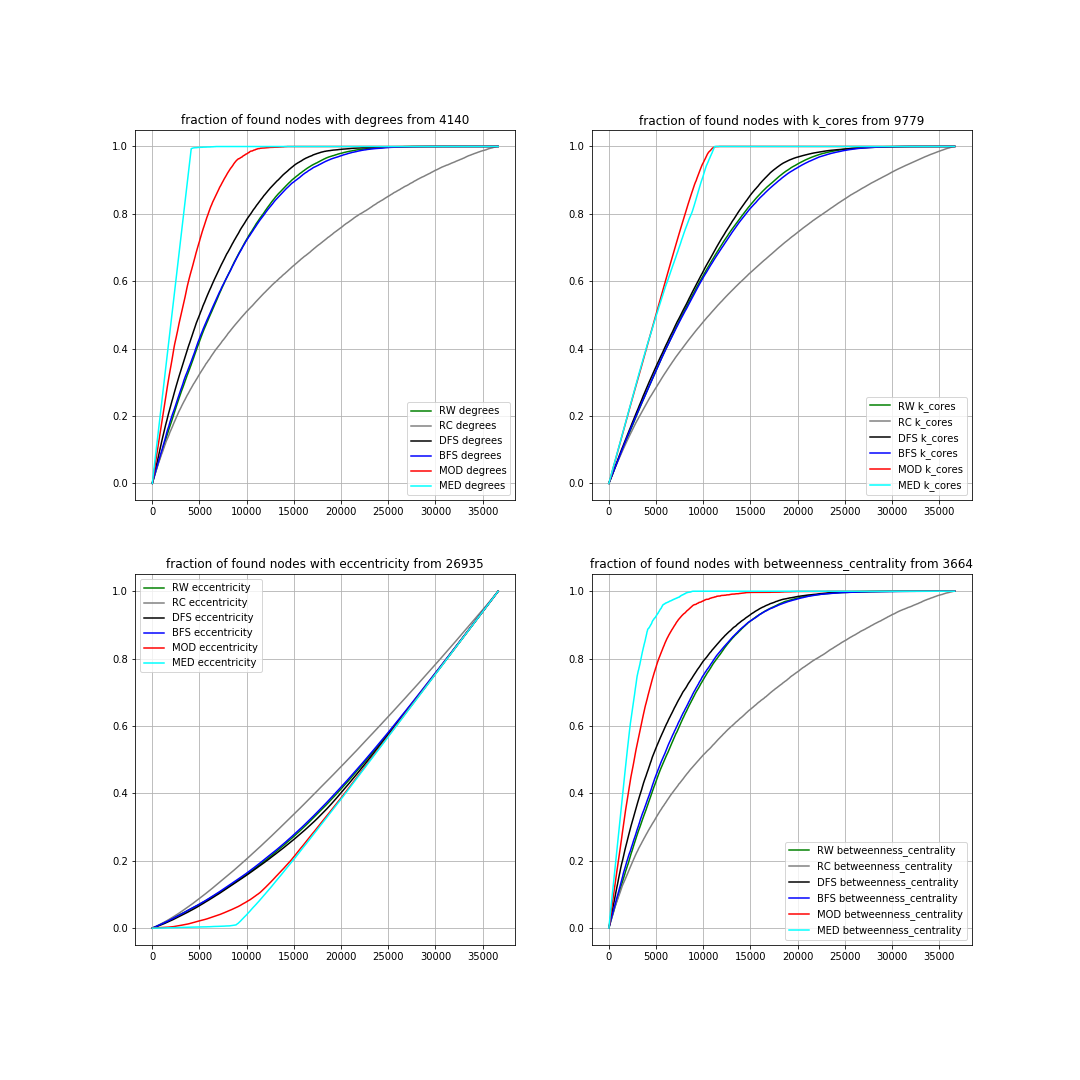 fraction of found nodes with degrees from 4140
1.0
0.8
0.6
0.4
0.2
0.0
RW degrees
RC degrees
DFS degrees
BFS degrees
MOD degrees
MED degrees
0 5000 10000 15000 20000 25000 30000 35000
fraction of found nodes with k_cores from 9779
1.0
0.8
0.6
0.4
0.2
0.0
RW k_cores
RC k_cores
DFS k_cores
BFS k_cores
MOD k_cores
MED k_cores
0 5000 10000 15000 20000 25000 30000 35000
fraction of found nodes with eccentricity from 26935
1.0
0.8
0.6
0.4
0.2
0.0
RW eccentricity
RC eccentricity
DFS eccentricity
BFS eccentricity
MOD eccentricity
MED eccentricity
0 5000 10000 15000 20000 25000 30000 35000
fraction of found nodes with betweenness_centrality from 3664
1.0
0.8
0.6
0.4
0.2
0.0
RW betweenness_centrality
RC betweenness_centrality
DFS betweenness_centrality
BFS betweenness_centrality
MOD betweenness_centrality
MED betweenness_centrality
0 5000 10000 15000 20000 25000 30000 35000